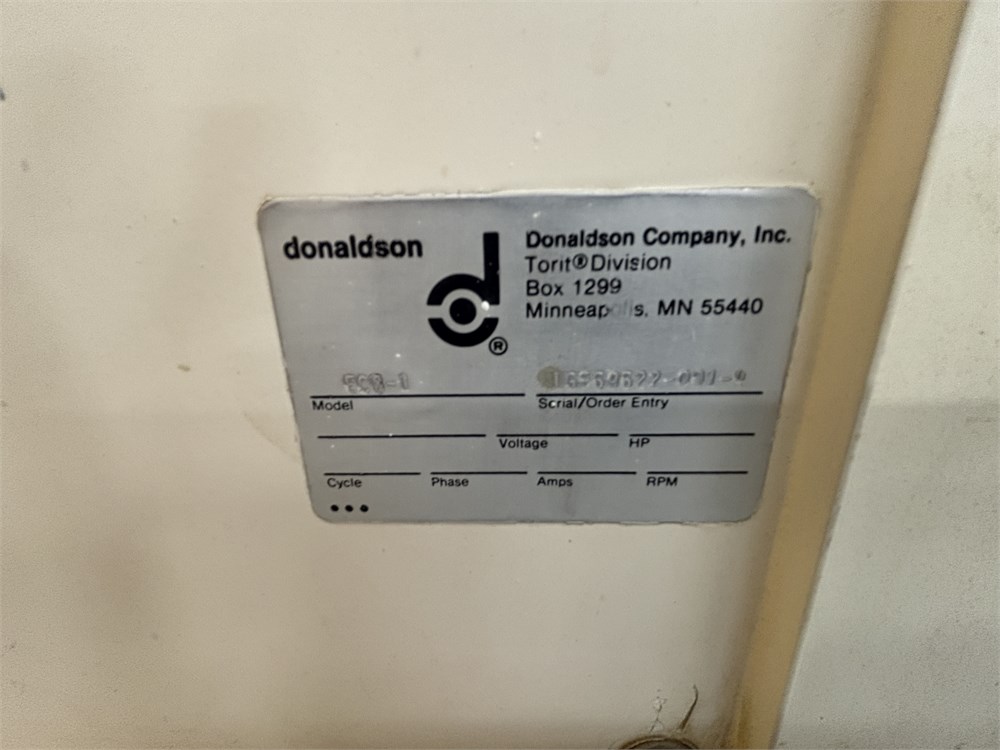 donaldson
Donaldson Company, Inc.
Torit® Division
Box 1299
Minneapolis, MN 55440
®
Model
Serial/Order Entry
Voltage
HP
Cycle
Phase
Amps
RPM